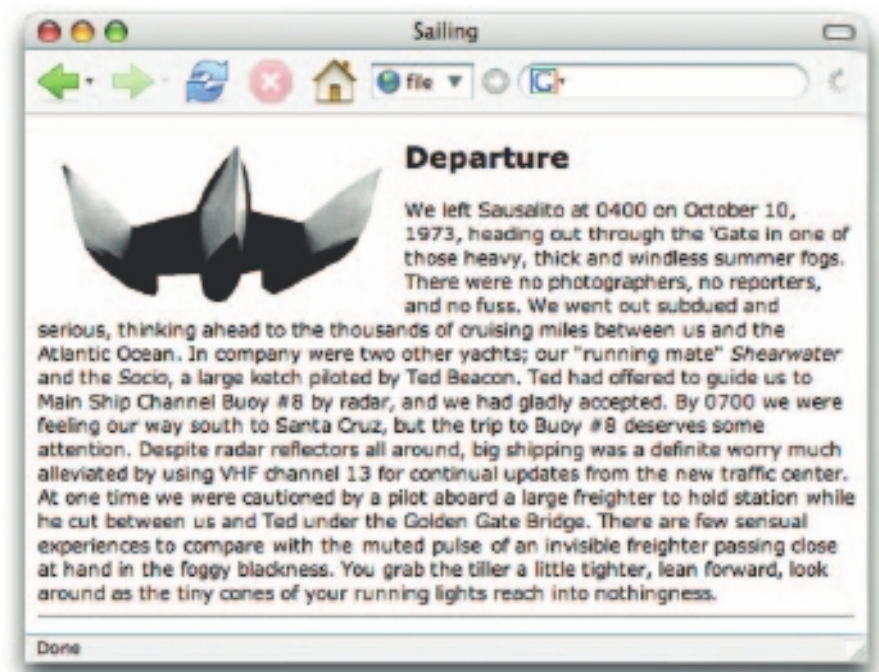 Sailing
file
G
Departure
We left Sausalito at 0400 on October 10,
1973, heading out through the 'Gate in one of
those heavy, thick and windless summer fogs.
There were no photographers, no reporters,
and no fuss. We went out subdued and
serious, thinking ahead to the thousands of cruising miles between us and the
Atlantic Ocean. In company were two other yachts; our "running mate" Shearwater
and the Socio, a large ketch piloted by Ted Beacon. Ted had offered to guide us to
Main Ship Channel Buoy #8 by radar, and we had gladly accepted. By 0700 we were
feeling our way south to Santa Cruz, but the trip to Buoy #8 deserves some
attention. Despite radar reflectors all around, big shipping was a definite worry much
alleviated by using VHF channel 13 for continual updates from the new traffic center.
At one time we were cautioned by a pilot aboard a large freighter to hold station while
he cut between us and Ted under the Golden Gate Bridge. There are few sensual
experiences to compare with the muted pulse of an invisible freighter passing close
at hand in the foggy blackness. You grab the tiller a little tighter, lean forward, look
around as the tiny cones of your running lights reach into nothingness.
Done